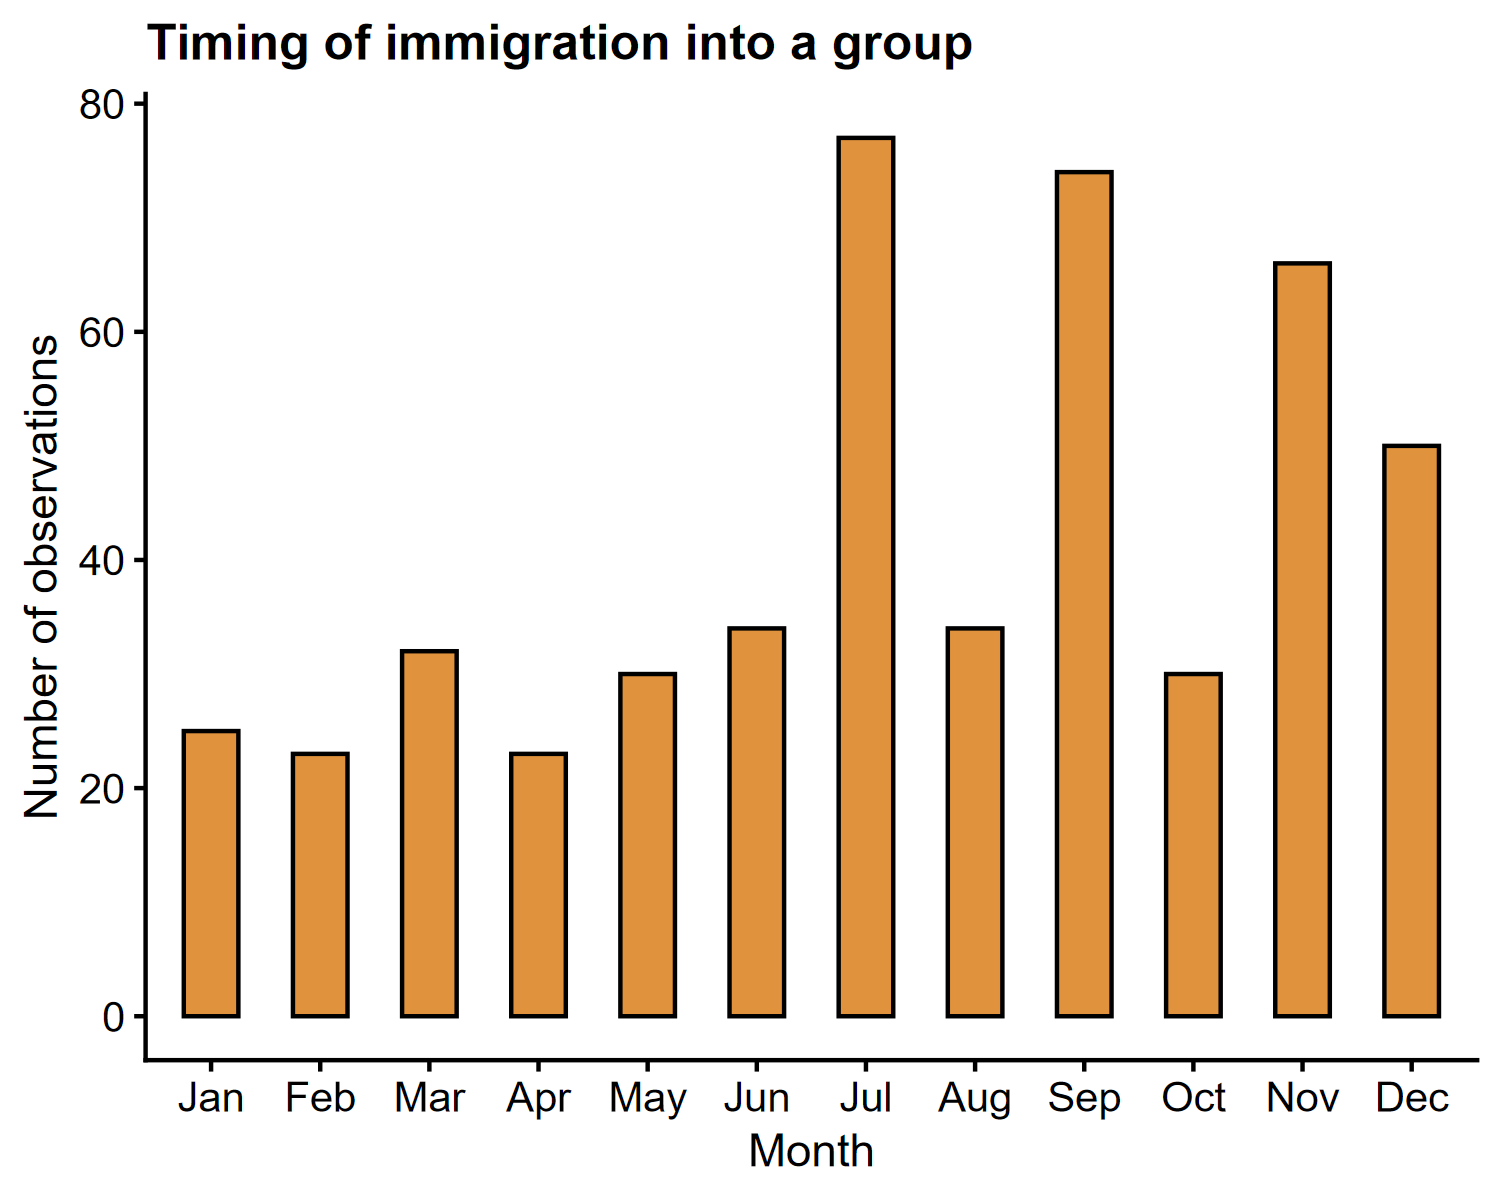 Timing of immigration into a group
80
60
40
20
0
Number of observations
Jan Feb Mar Apr May Jun Jul Aug Sep Oct Nov Dec
Month